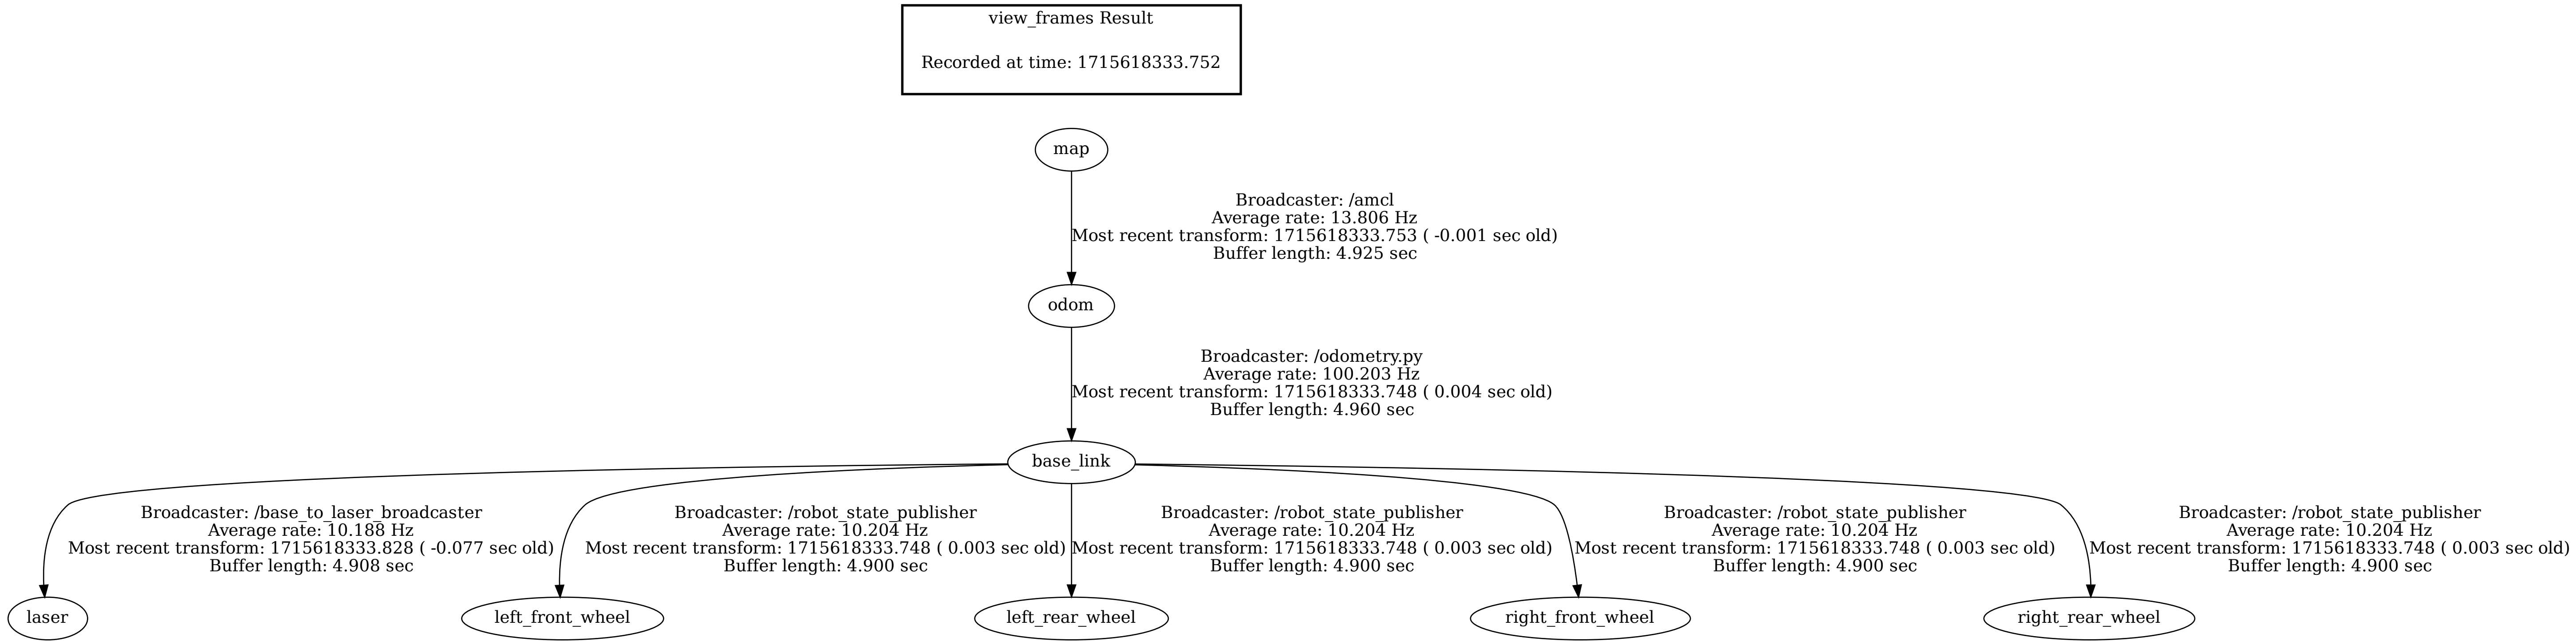 view_frames Result
Recorded at time: 1715618333.752
map
Broadcaster: /amcl
Average rate: 13.806 Hz
Most recent transform: 1715618333.753 ( -0.001 sec old)
Buffer length: 4.925 sec
odom
Broadcaster: /odometry.py
Average rate: 100.203 Hz
Most recent transform: 1715618333.748 ( 0.004 sec old)
Buffer length: 4.960 sec
base_link
Broadcaster: /base_to_laser_broadcaster
Average rate: 10.188 Hz
Most recent transform: 1715618333.828 ( -0.077 sec old)
Buffer length: 4.908 sec
Broadcaster: /robot_state_publisher
Average rate: 10.204 Hz
Most recent transform: 1715618333.748 ( 0.003 sec old)
Buffer length: 4.900 sec
Broadcaster: /robot_state_publisher
Average rate: 10.204 Hz
Most recent transform: 1715618333.748 ( 0.003 sec old)
Buffer length: 4.900 sec
Broadcaster: /robot_state_publisher
Average rate: 10.204 Hz
Most recent transform: 1715618333.748 ( 0.003 sec old)
Buffer length: 4.900 sec
Broadcaster: /robot_state_publisher
Average rate: 10.204 Hz
Most recent transform: 1715618333.748 ( 0.003 sec old)
Buffer length: 4.900 sec
laser
left_front_wheel
left_rear_wheel
right_front_wheel
right_rear_wheel